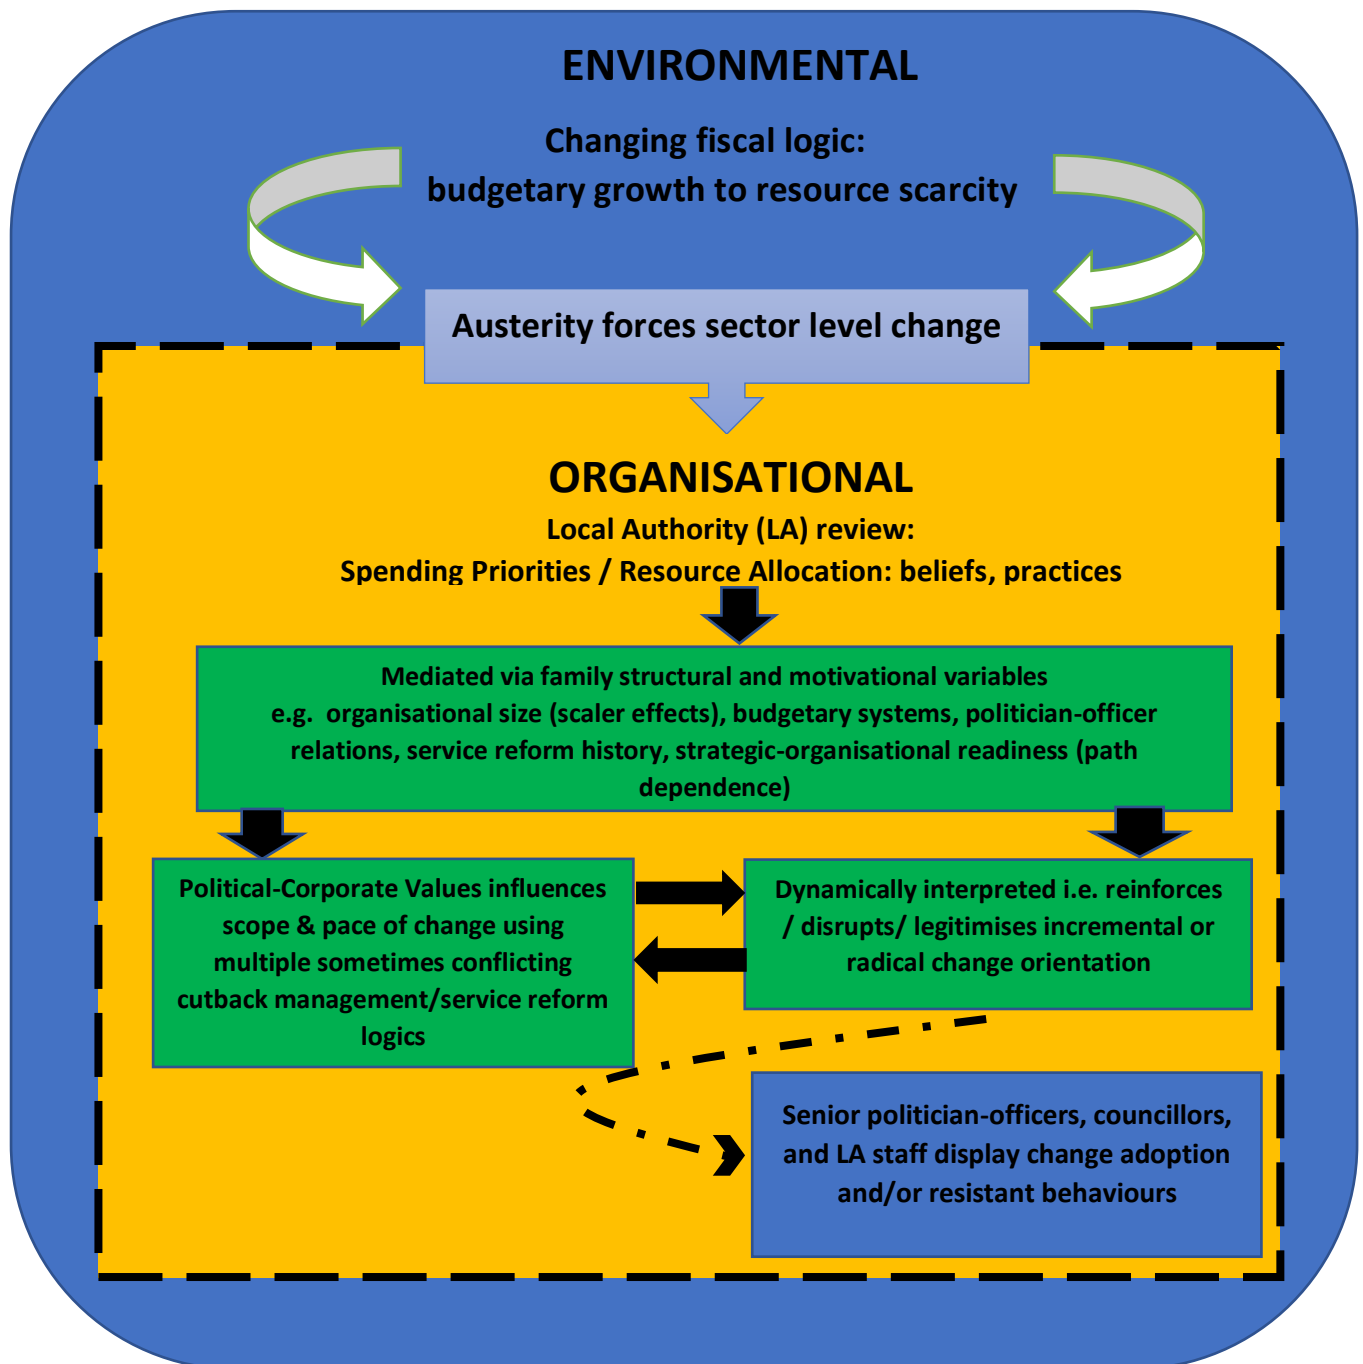 ENVIRONMENTAL
Changing fiscal logic:
budgetary growth to resource scarcity
Austerity forces sector level change
ORGANISATIONAL
Local Authority (LA) review:
Spending Priorities / Resource Allocation: beliefs, practices
Mediated via family structural and motivational variables
e.g. organisational size (scaler effects), budgetary systems, politician-officer
relations, service reform history, strategic-organisational readiness (path
dependence)
Political-Corporate Values influences
scope & pace of change using
multiple sometimes conflicting
cutback management/service reform
logics
Dynamically interpreted i.e. reinforces
/ disrupts/ legitimises incremental or
radical change orientation
Senior politician-officers, councillors,
and LA staff display change adoption
and/or resistant behaviours